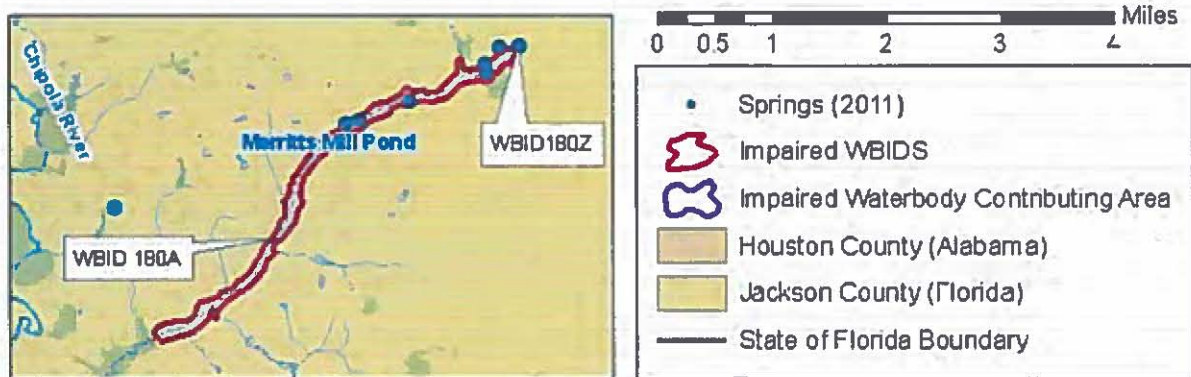 Chipola River
Merritts Mill Pond
WBID180Z
WBID 180A
Miles
0 0.5 1 2 3 4
Springs (2011)
Impaired WBIDS
Impaired Waterbody Contributing Area
Houston County (Alabama)
Jackson County (Florida)
State of Florida Boundary